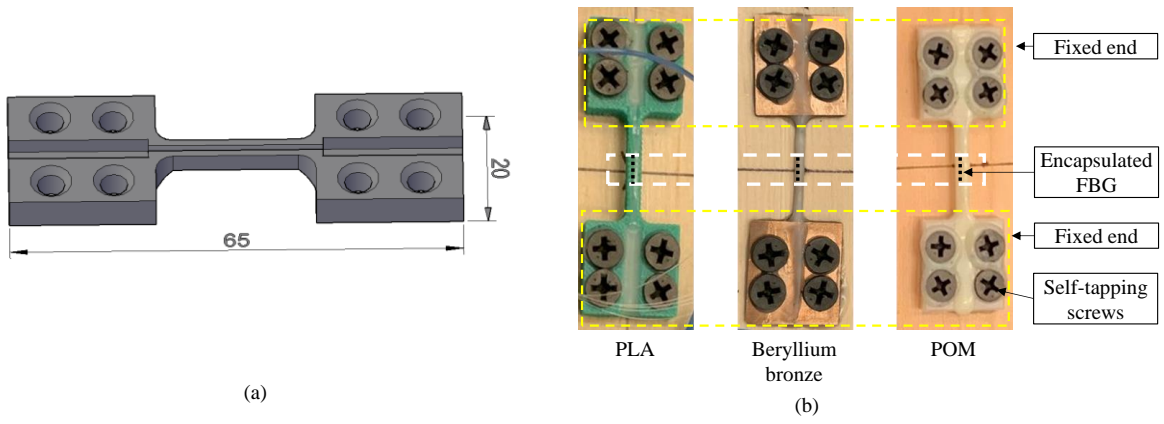 20
65
(a)
Fixed end
Encapsulated
FBG
Fixed end
Self-tapping
screws
PLA
Beryllium
bronze
POM
(b)